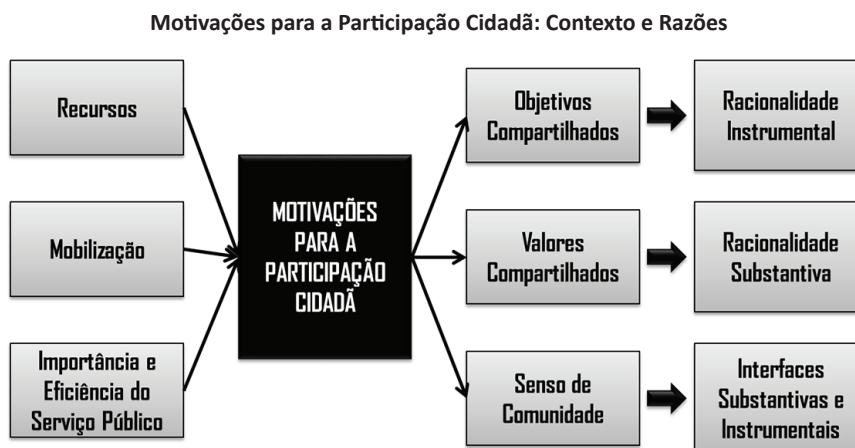 Motivações para a Participação Cidadã: Contexto e Razões
Recursos
Mobilização
Importância e
Eficiência do
Serviço Público
MOTIVAÇÕES
PARA A
PARTICIPAÇÃO
CIDADÃ
Objetivos
Compartilhados
Racionalidade
Instrumental
Valores
Compartilhados
Racionalidade
Substantiva
Senso de
Comunidade
Interfaces
Substantivas e
Instrumentais